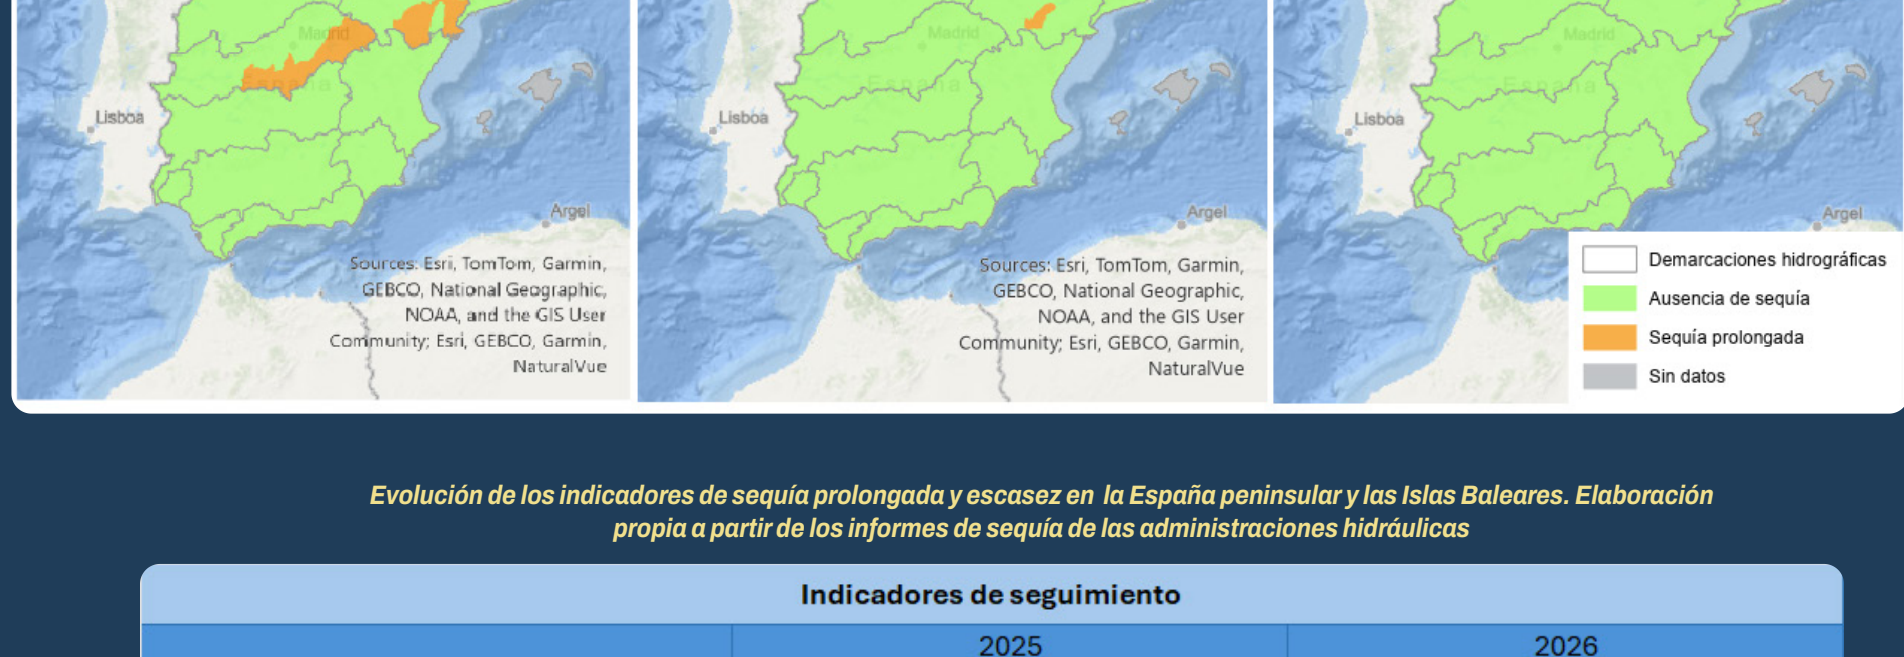 Madrid
España
Lisboa
Argel
Sources: Esri, TomTom, Garmin,
GEBCO, National Geographic,
NOAA, and the GIS User
Community; Esri, GEBCO, Garmin,
NaturalVue
Madrid
España
Lisboa
Argel
Sources: Esri, TomTom, Garmin,
GEBCO, National Geographic,
NOAA, and the GIS User
Community; Esri, GEBCO, Garmin,
NaturalVue
Madrid
España
Lisboa
Argel
Demarcaciones hidrográficas
Ausencia de sequía
Sequía prolongada
Sin datos
Evolución de los indicadores de sequía prolongada y escasez en la España peninsular y las Islas Baleares. Elaboración
propia a partir de los informes de sequía de las administraciones hidráulicas
Indicadores de seguimiento
2025 2026